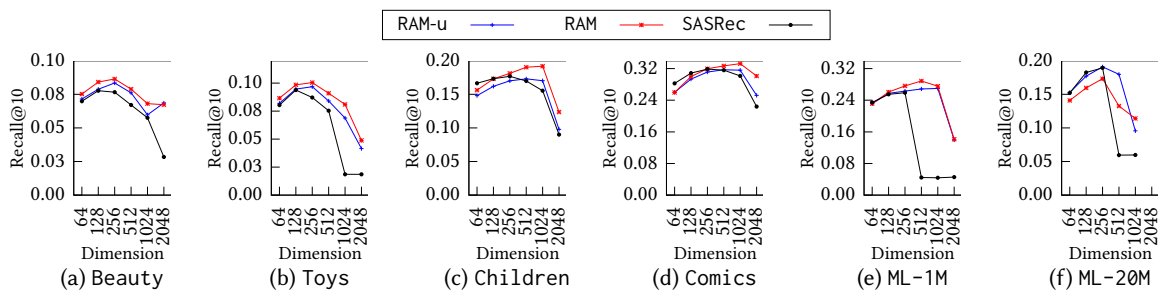 RAM-u RAM SASRec
Recall@10
0.10
0.08
0.05
0.03
0.00
64 128 256 512 1024 2048
Dimension
(a) Beauty
Recall@10
0.10
0.08
0.05
0.03
0.00
64 128 256 512 1024 2048
Dimension
(b) Toys
Recall@10
0.20
0.15
0.10
0.05
0.00
64 128 256 512 1024 2048
Dimension
(c) Children
Recall@10
0.32
0.24
0.16
0.08
0.00
64 128 256 512 1024 2048
Dimension
(d) Comics
Recall@10
0.32
0.24
0.16
0.08
0.00
64 128 256 512 1024 2048
Dimension
(e) ML-1M
Recall@10
0.20
0.15
0.10
0.05
0.00
64 128 256 512 1024 2048
Dimension
(f) ML-20M